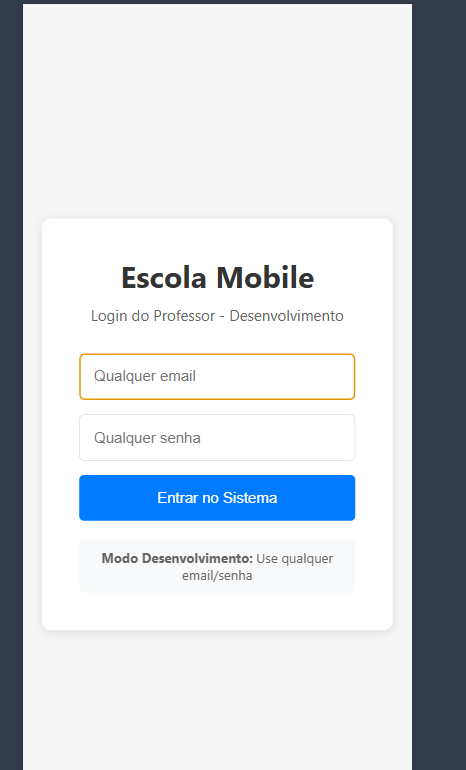 Escola Mobile
Login do Professor - Desenvolvimento
Qualquer email
Qualquer senha
Entrar no Sistema
Modo Desenvolvimento: Use qualquer
email/senha